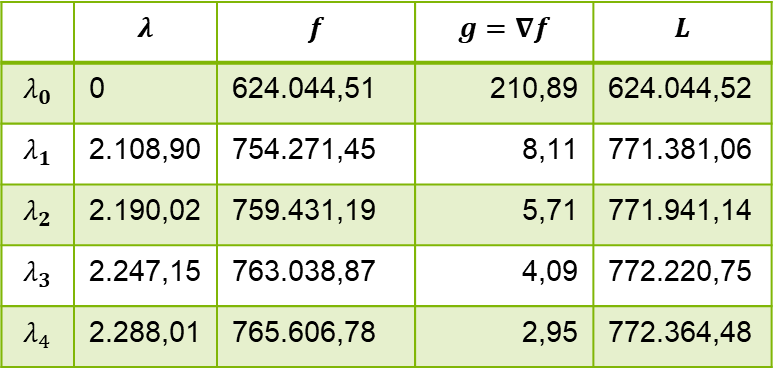 λ f g = ∇f L
λ₀ 0 624.044,51 210,89 624.044,52
λ₁ 2.108,90 754.271,45 8,11 771.381,06
λ₂ 2.190,02 759.431,19 5,71 771.941,14
λ₃ 2.247,15 763.038,87 4,09 772.220,75
λ₄ 2.288,01 765.606,78 2,95 772.364,48